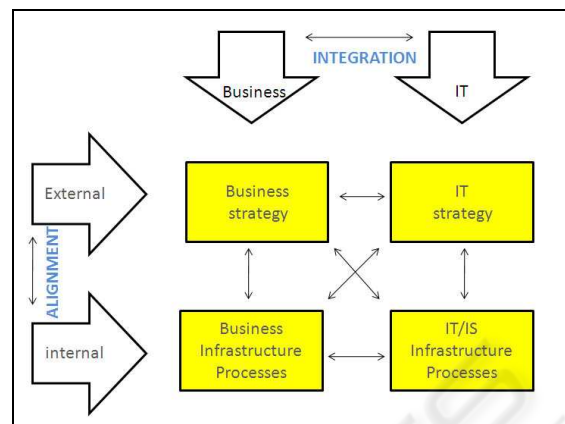 INTEGRATION
Business
IT
External
Business
strategy
IT
strategy
ALIGNMENT
internal
Business
Infrastructure
Processes
IT/IS
Infrastructure
Processes